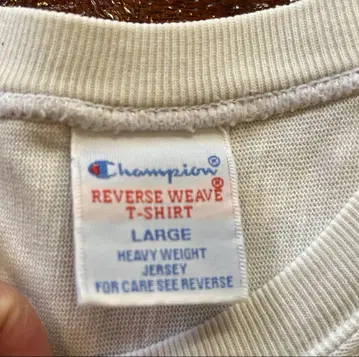 Champion®
REVERSE WEAVE®
T-SHIRT
LARGE
HEAVY WEIGHT
JERSEY
FOR CARE SEE REVERSE